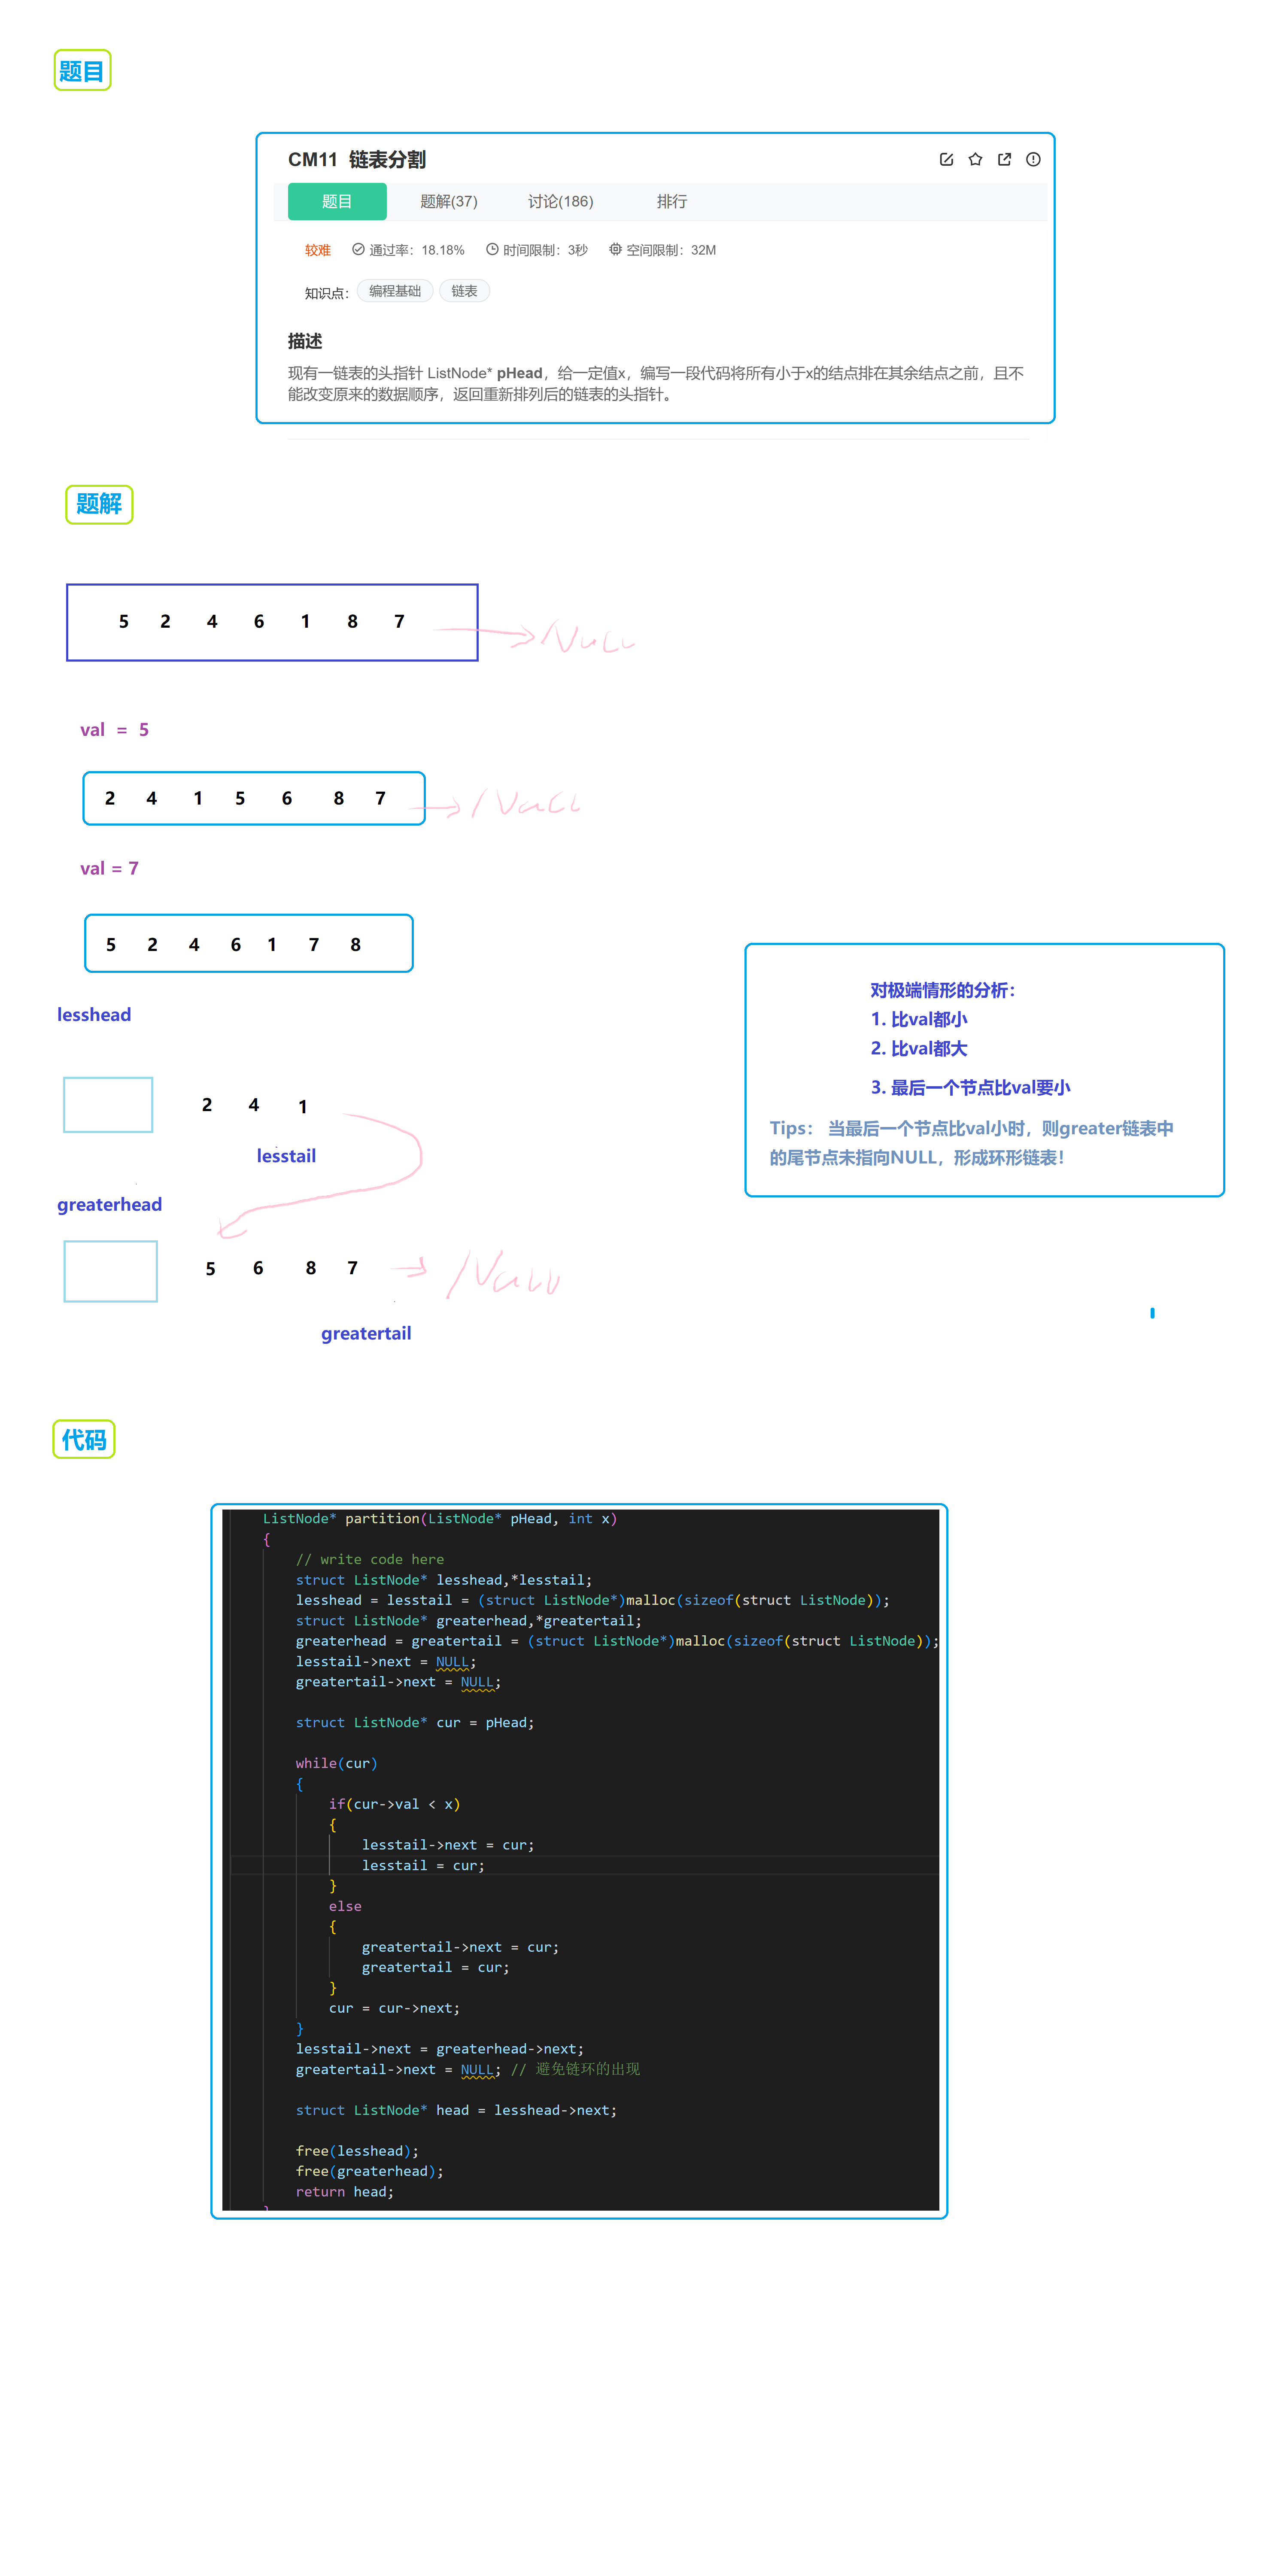 题目
CM11 链表分割
题目 题解(37) 讨论(186) 排行
较难 通过率：18.18% 时间限制：3秒 空间限制：32M
知识点： 编程基础 链表
描述
现有一链表的头指针 ListNode* pHead，给一定值x，编写一段代码将所有小于x的结点排在其余结点之前，且不
能改变原来的数据顺序，返回重新排列后的链表的头指针。
题解
5 2 4 6 1 8 7 NULL
val = 5
2 4 1 5 6 8 7 NULL
val = 7
5 2 4 6 1 7 8
对极端情形的分析：
1. 比val都小
2. 比val都大
3. 最后一个节点比val要小
Tips： 当最后一个节点比val小时，则greater链表中
的尾节点未指向NULL，形成环形链表！
lesshead
2 4 1
lesstail
greaterhead
5 6 8 7 NULL
greatertail
代码
ListNode* partition(ListNode* pHead, int x)
{
// write code here
struct ListNode* lesshead,*lesstail;
lesshead = lesstail = (struct ListNode*)malloc(sizeof(struct ListNode));
struct ListNode* greaterhead,*greatertail;
greaterhead = greatertail = (struct ListNode*)malloc(sizeof(struct ListNode));
lesstail->next = NULL;
greatertail->next = NULL;
struct ListNode* cur = pHead;
while(cur)
{
if(cur->val < x)
{
lesstail->next = cur;
lesstail = cur;
}
else
{
greatertail->next = cur;
greatertail = cur;
}
cur = cur->next;
}
lesstail->next = greaterhead->next;
greatertail->next = NULL; // 避免链环的出现
struct ListNode* head = lesshead->next;
free(lesshead);
free(greaterhead);
return head;
}